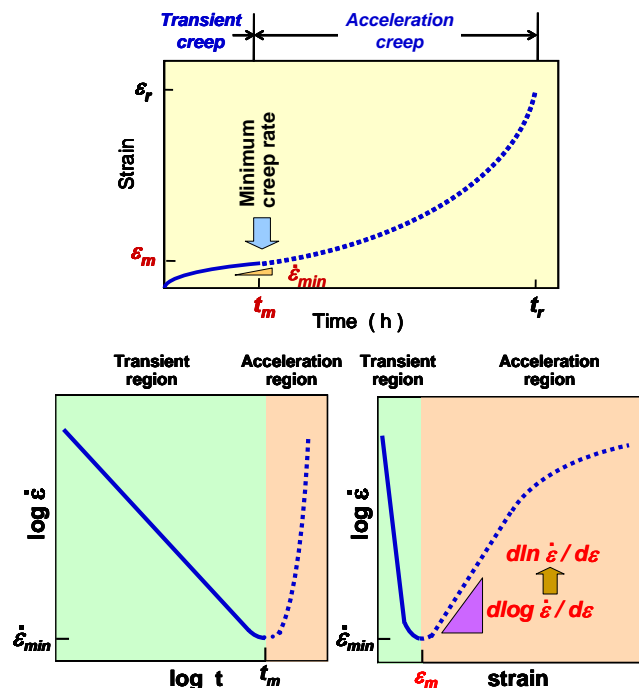 Transient
creep
Acceleration
creep
εr
Strain
Minimum
creep rate
εm
ε̇min
tm
Time ( h )
tr
Transient
region
Acceleration
region
Transient
region
Acceleration
region
log ε̇
log ε̇
dln ε̇ / dε
dlog ε̇ / dε
ε̇min
ε̇min
log t
tm
εm
strain